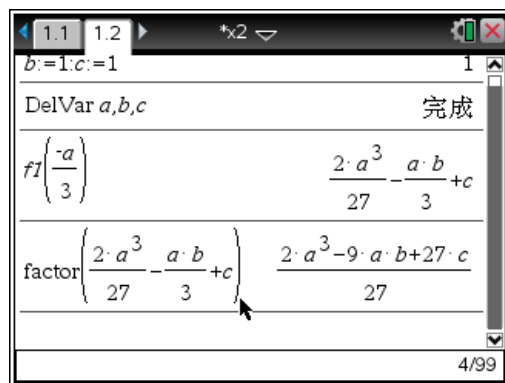 1.1 1.2 *x2
b:=1:c:=1 1
DelVar a,b,c 完成
f1(-a/3) 2·a^3/27-a·b/3+c
factor(2·a^3/27-a·b/3+c) 2·a^3-9·a·b+27·c/27
4/99